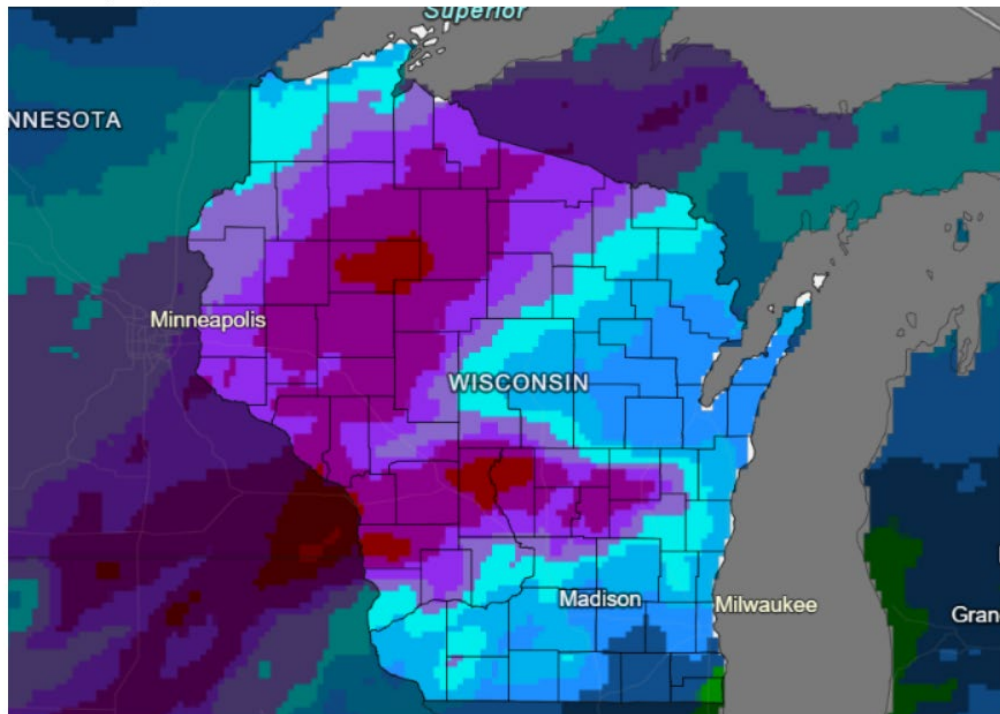 Superior
NNESOTA
Minneapolis
WISCONSIN
Madison
Milwaukee
Gran